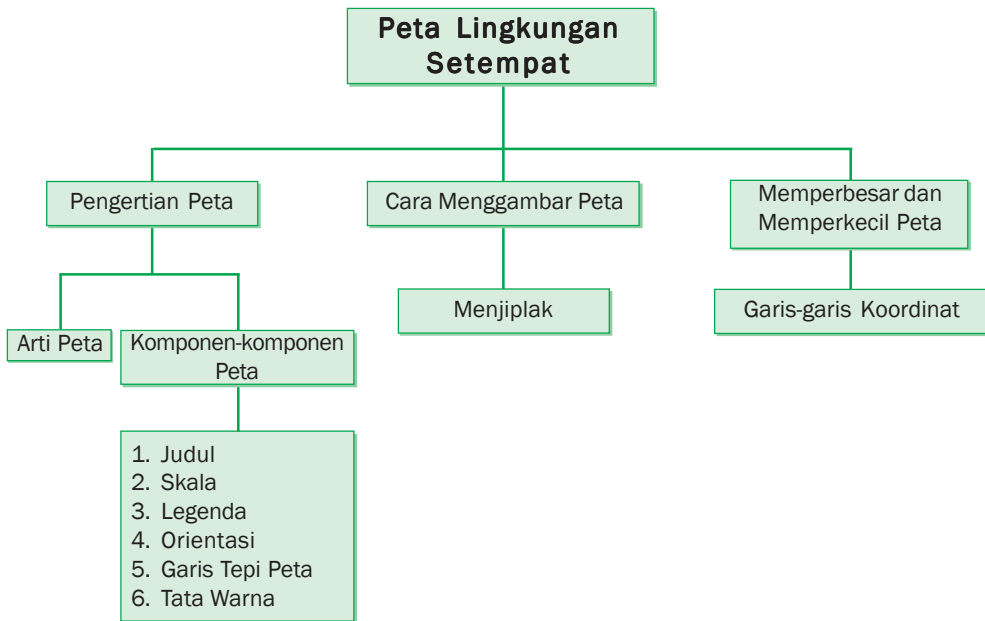 Peta Lingkungan
Setempat
Pengertian Peta
Cara Menggambar Peta
Memperbesar dan
Memperkecil Peta
Arti Peta
Komponen-komponen
Peta
Menjiplak
Garis-garis Koordinat
1. Judul
2. Skala
3. Legenda
4. Orientasi
5. Garis Tepi Peta
6. Tata Warna